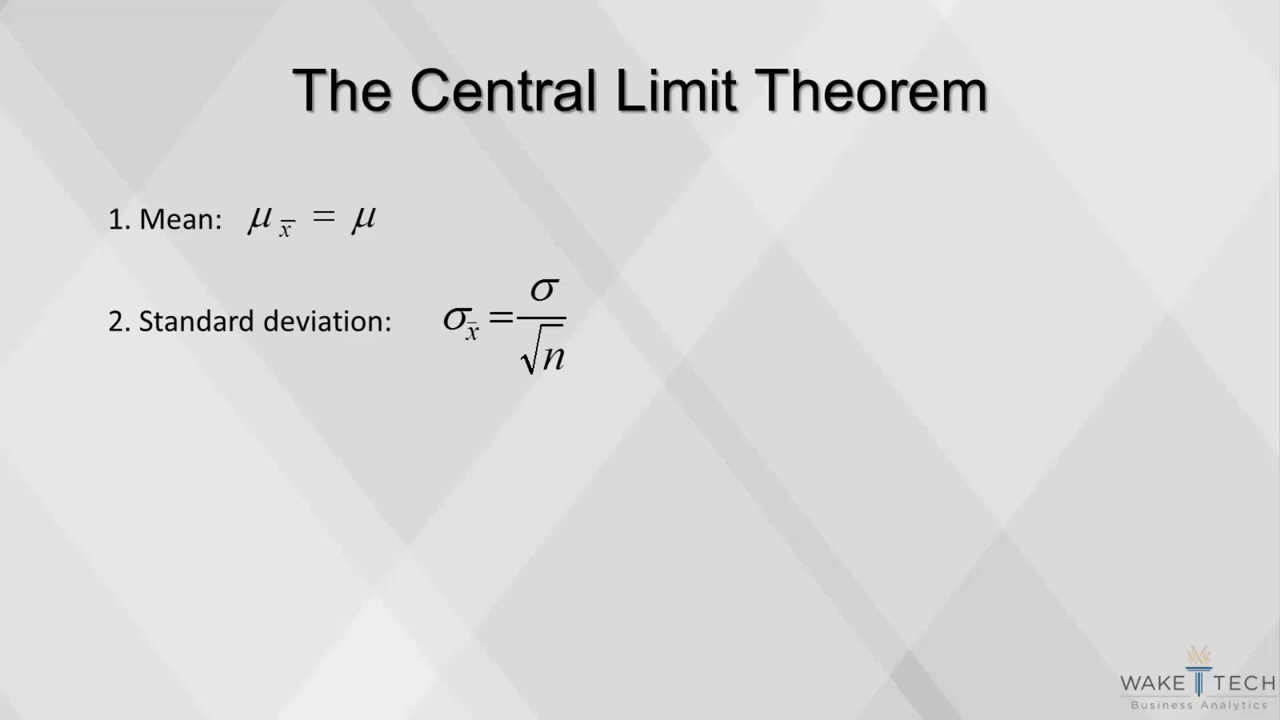 The Central Limit Theorem
1. Mean: μ_x̄ = μ
2. Standard deviation: σ_x̄ = σ/√n
WAKE TECH
Business Analytics